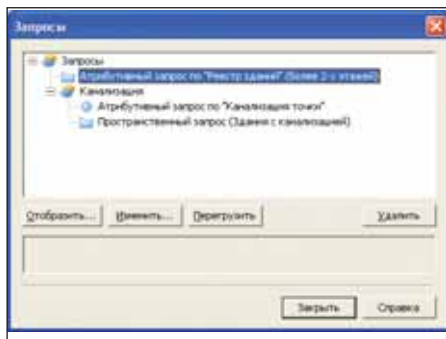 Запросы
Запросы
Атрибутивный запрос по "Реестр зданий" (Более 2-х этажей)
Канализация
Атрибутивный запрос по "Канализация точки"
Пространственный запрос (Здания с канализацией)
Отобразить... Изменить... Перегрузить Удалить
Закрыть Справка